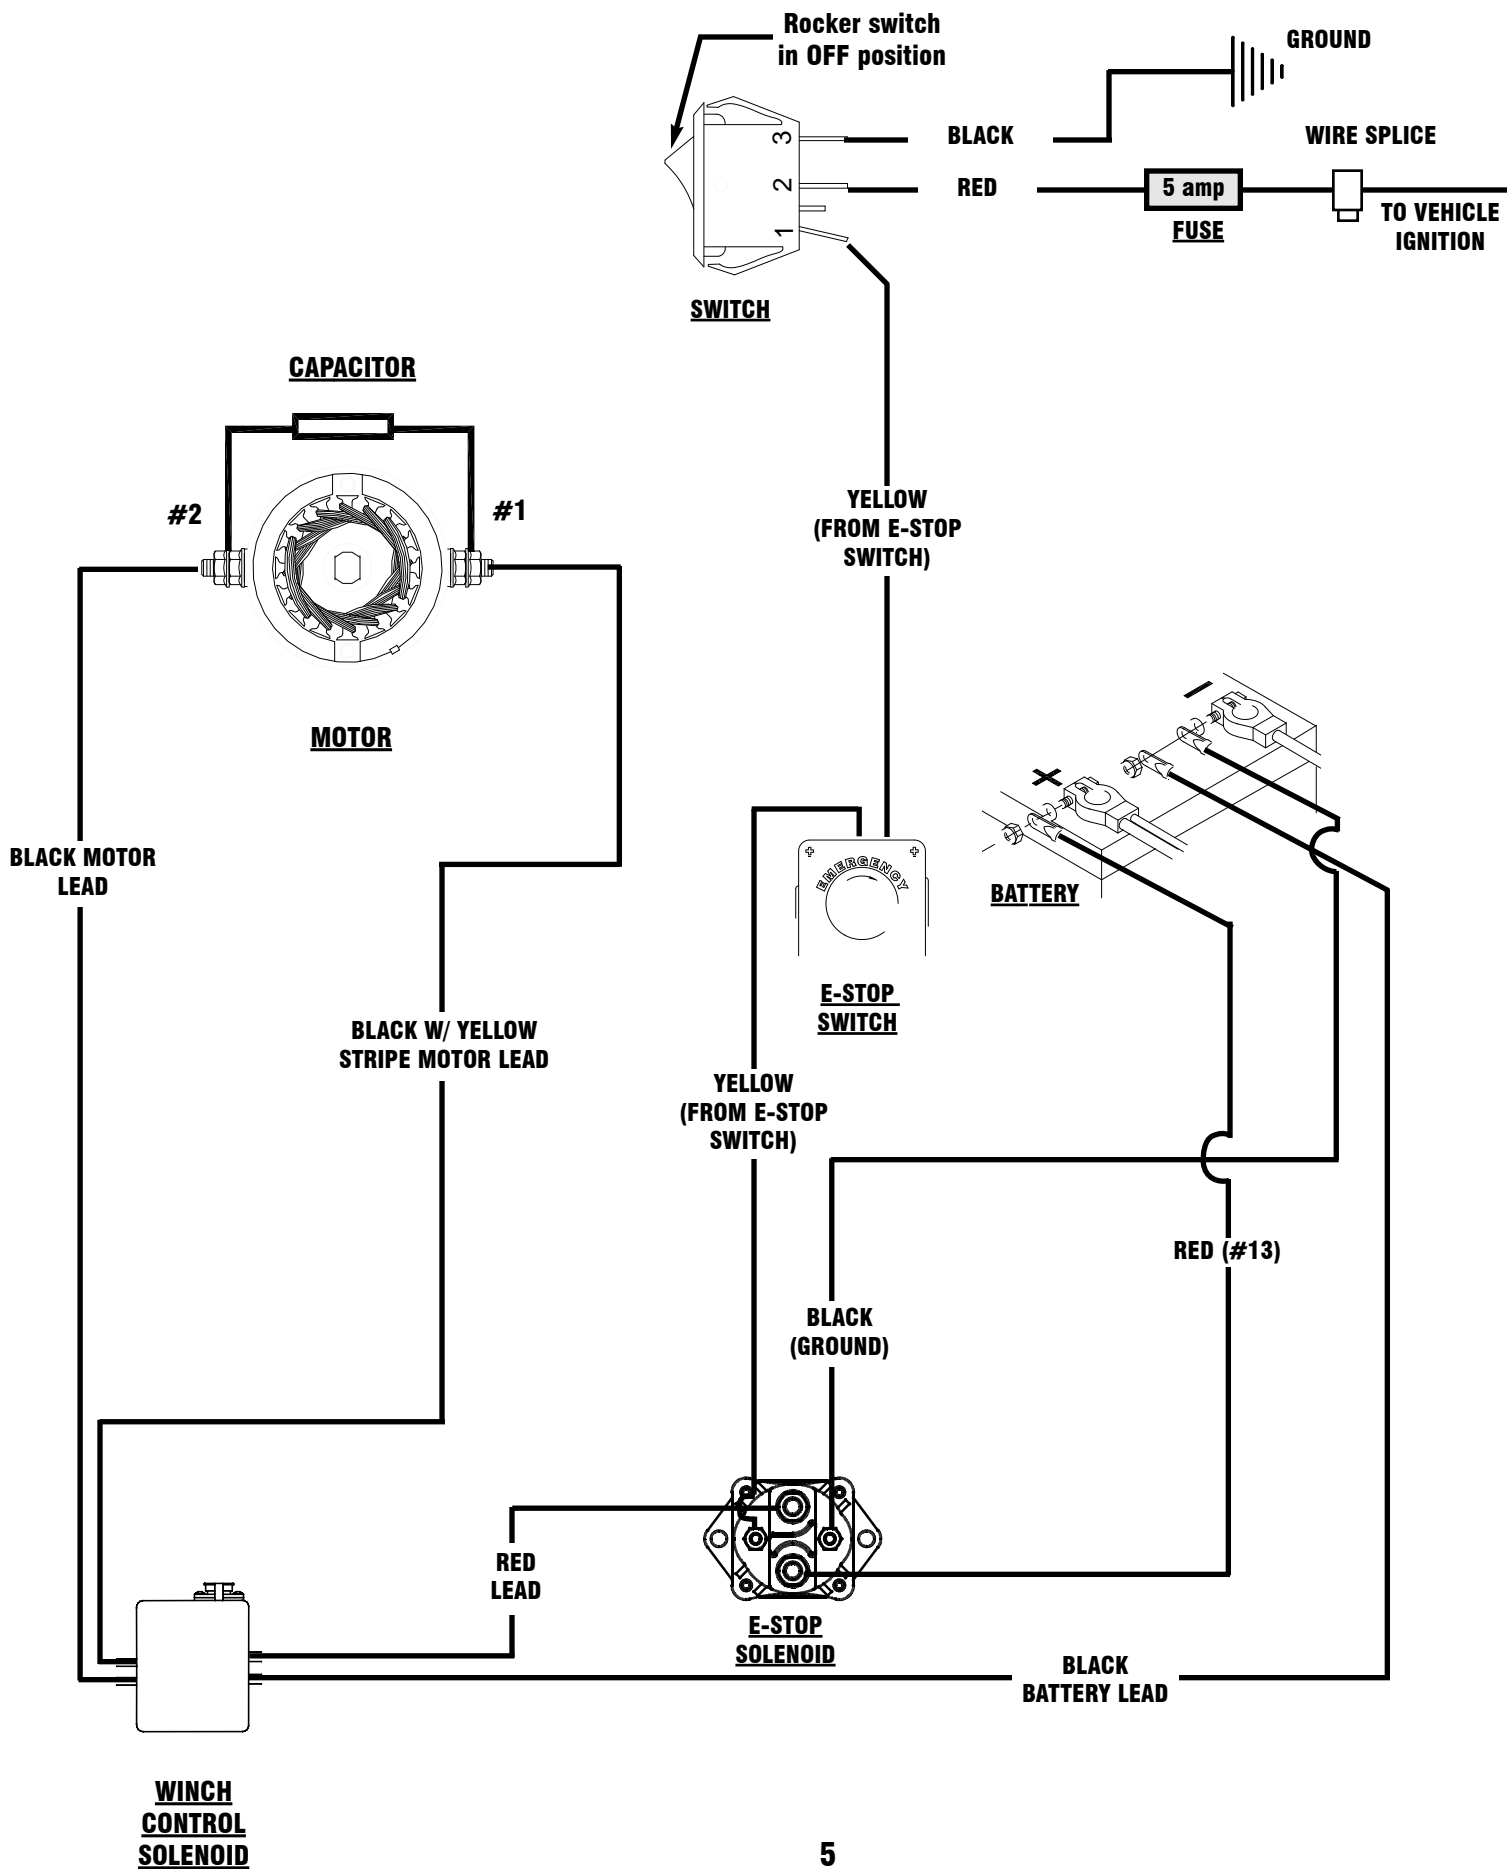 Rocker switch
in OFF position
GROUND
3
BLACK
WIRE SPLICE
2
RED
5 amp
FUSE
TO VEHICLE
IGNITION
1
SWITCH
CAPACITOR
#2
#1
YELLOW
(FROM E-STOP
SWITCH)
MOTOR
–
+
BLACK MOTOR
LEAD
EMERGENCY
BATTERY
E-STOP
SWITCH
BLACK W/ YELLOW
STRIPE MOTOR LEAD
YELLOW
(FROM E-STOP
SWITCH)
RED (#13)
BLACK
(GROUND)
RED
LEAD
E-STOP
SOLENOID
BLACK
BATTERY LEAD
WINCH
CONTROL
SOLENOID
5